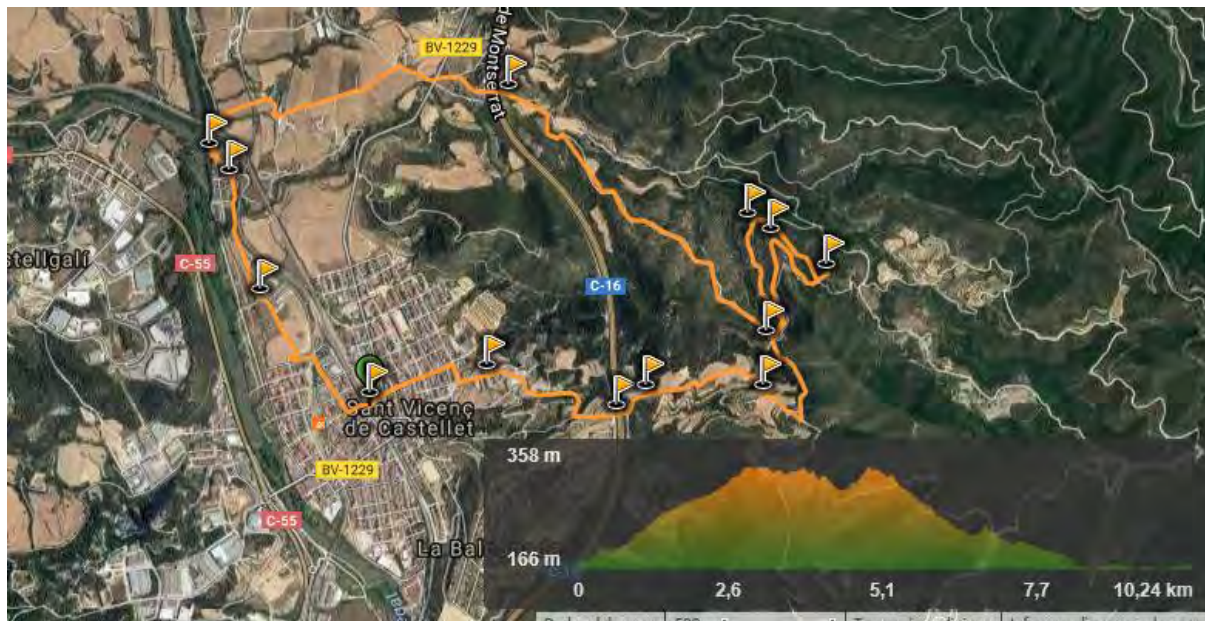 de Montserrat
BV-1229
stellgalí
C-55
C-16
Sant Vicenç
de Castellet
BV-1229
C-55
La Bal
358 m
166 m
0
2,6
5,1
7,7
10,24 km